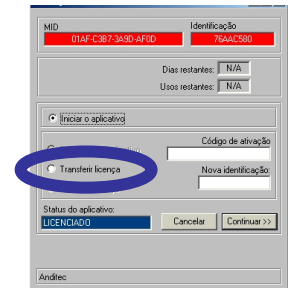 MID
Identificação
01AF-C3B7-3A9D-AF0D
76AAC580
Dias restantes: N/A
Usos restantes: N/A
Iniciar o aplicativo
Código de ativação
Transferir licença
Nova identificação:
Status do aplicativo:
LICENCIADO
Cancelar
Continuar >>
Anditec